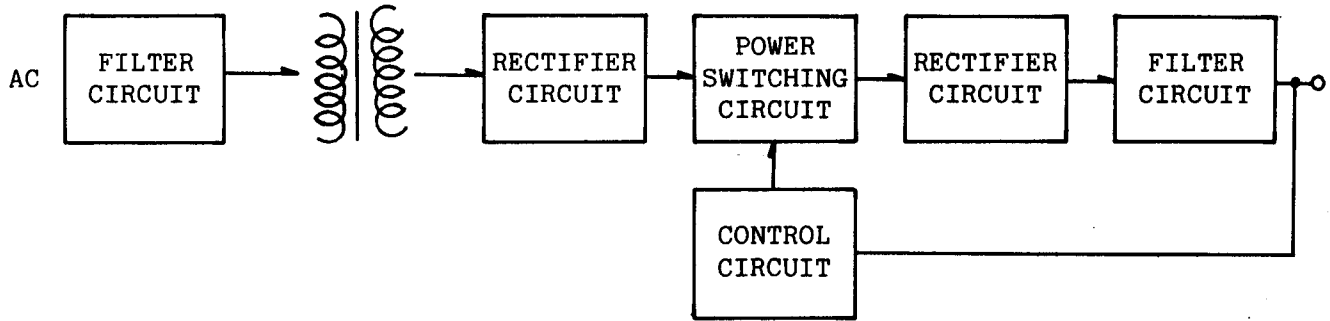 AC
FILTER
CIRCUIT
RECTIFIER
CIRCUIT
POWER
SWITCHING
CIRCUIT
RECTIFIER
CIRCUIT
FILTER
CIRCUIT
CONTROL
CIRCUIT